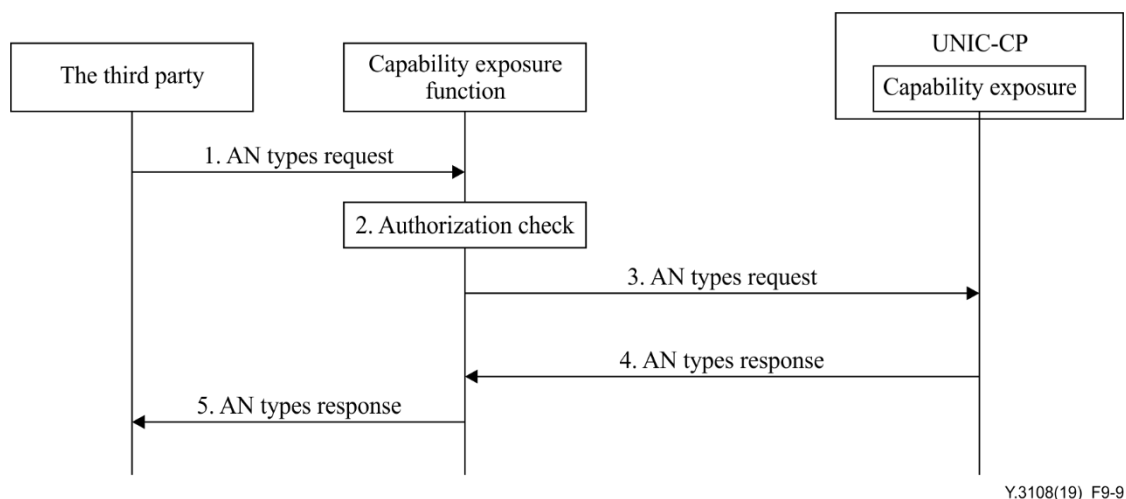 The third party
Capability exposure
function
UNIC-CP
Capability exposure
1. AN types request
2. Authorization check
3. AN types request
4. AN types response
5. AN types response
Y.3108(19)_F9-9